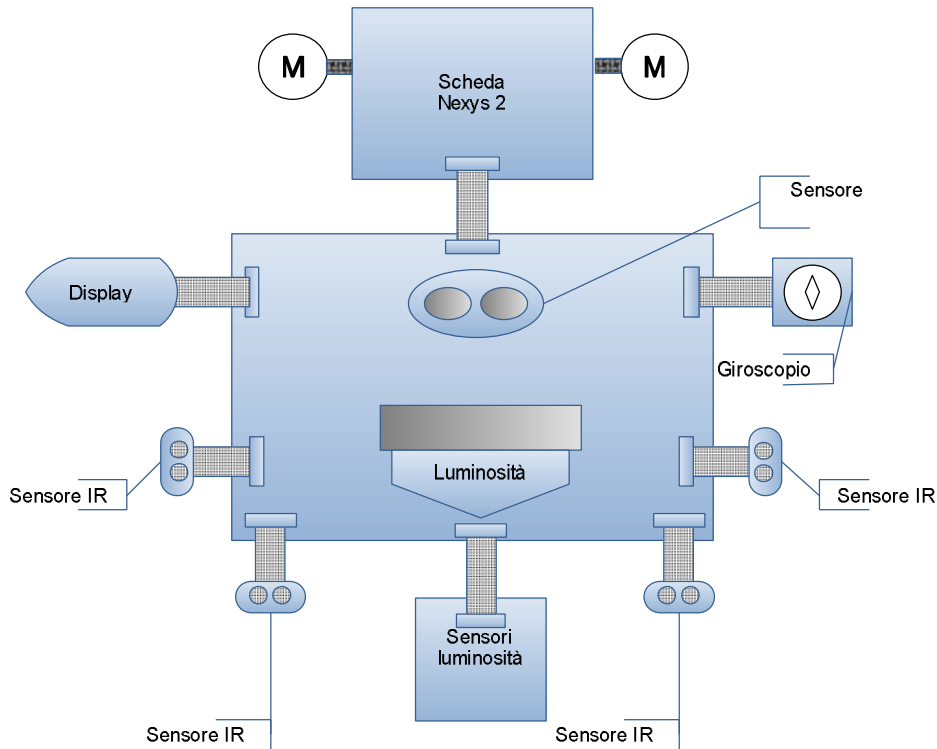 M
Scheda
Nexys 2
M
Sensore
Display
Giroscopio
Luminosità
Sensore IR
Sensore IR
Sensori
luminosità
Sensore IR
Sensore IR